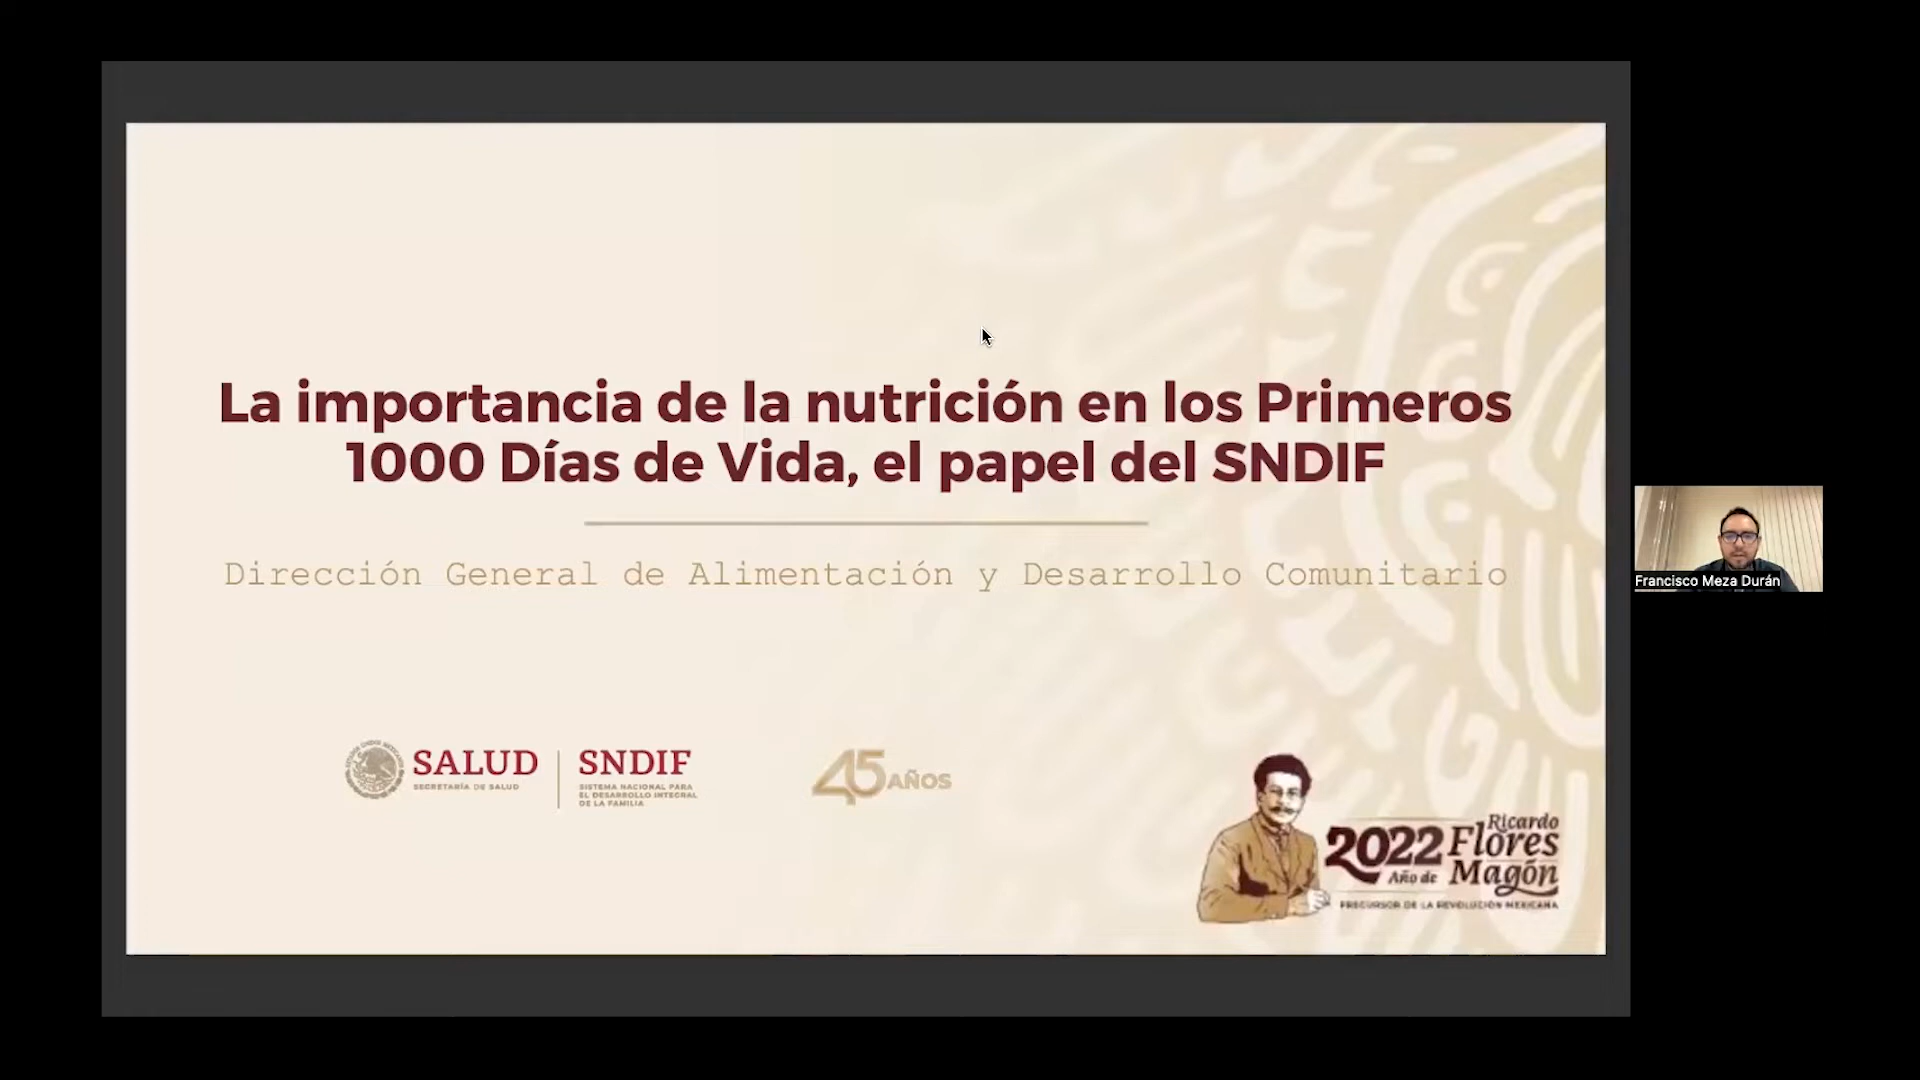 La importancia de la nutrición en los Primeros
1000 Días de Vida, el papel del SNDIF
Dirección General de Alimentación y Desarrollo Comunitario
SALUD
SECRETARÍA DE SALUD
SNDIF
SISTEMA NACIONAL PARA
EL DESARROLLO INTEGRAL
DE LA FAMILIA
45 AÑOS
2022
Año de
Ricardo
Flores
Magón
PRECURSOR DE LA REVOLUCIÓN MEXICANA
Francisco Meza Durán